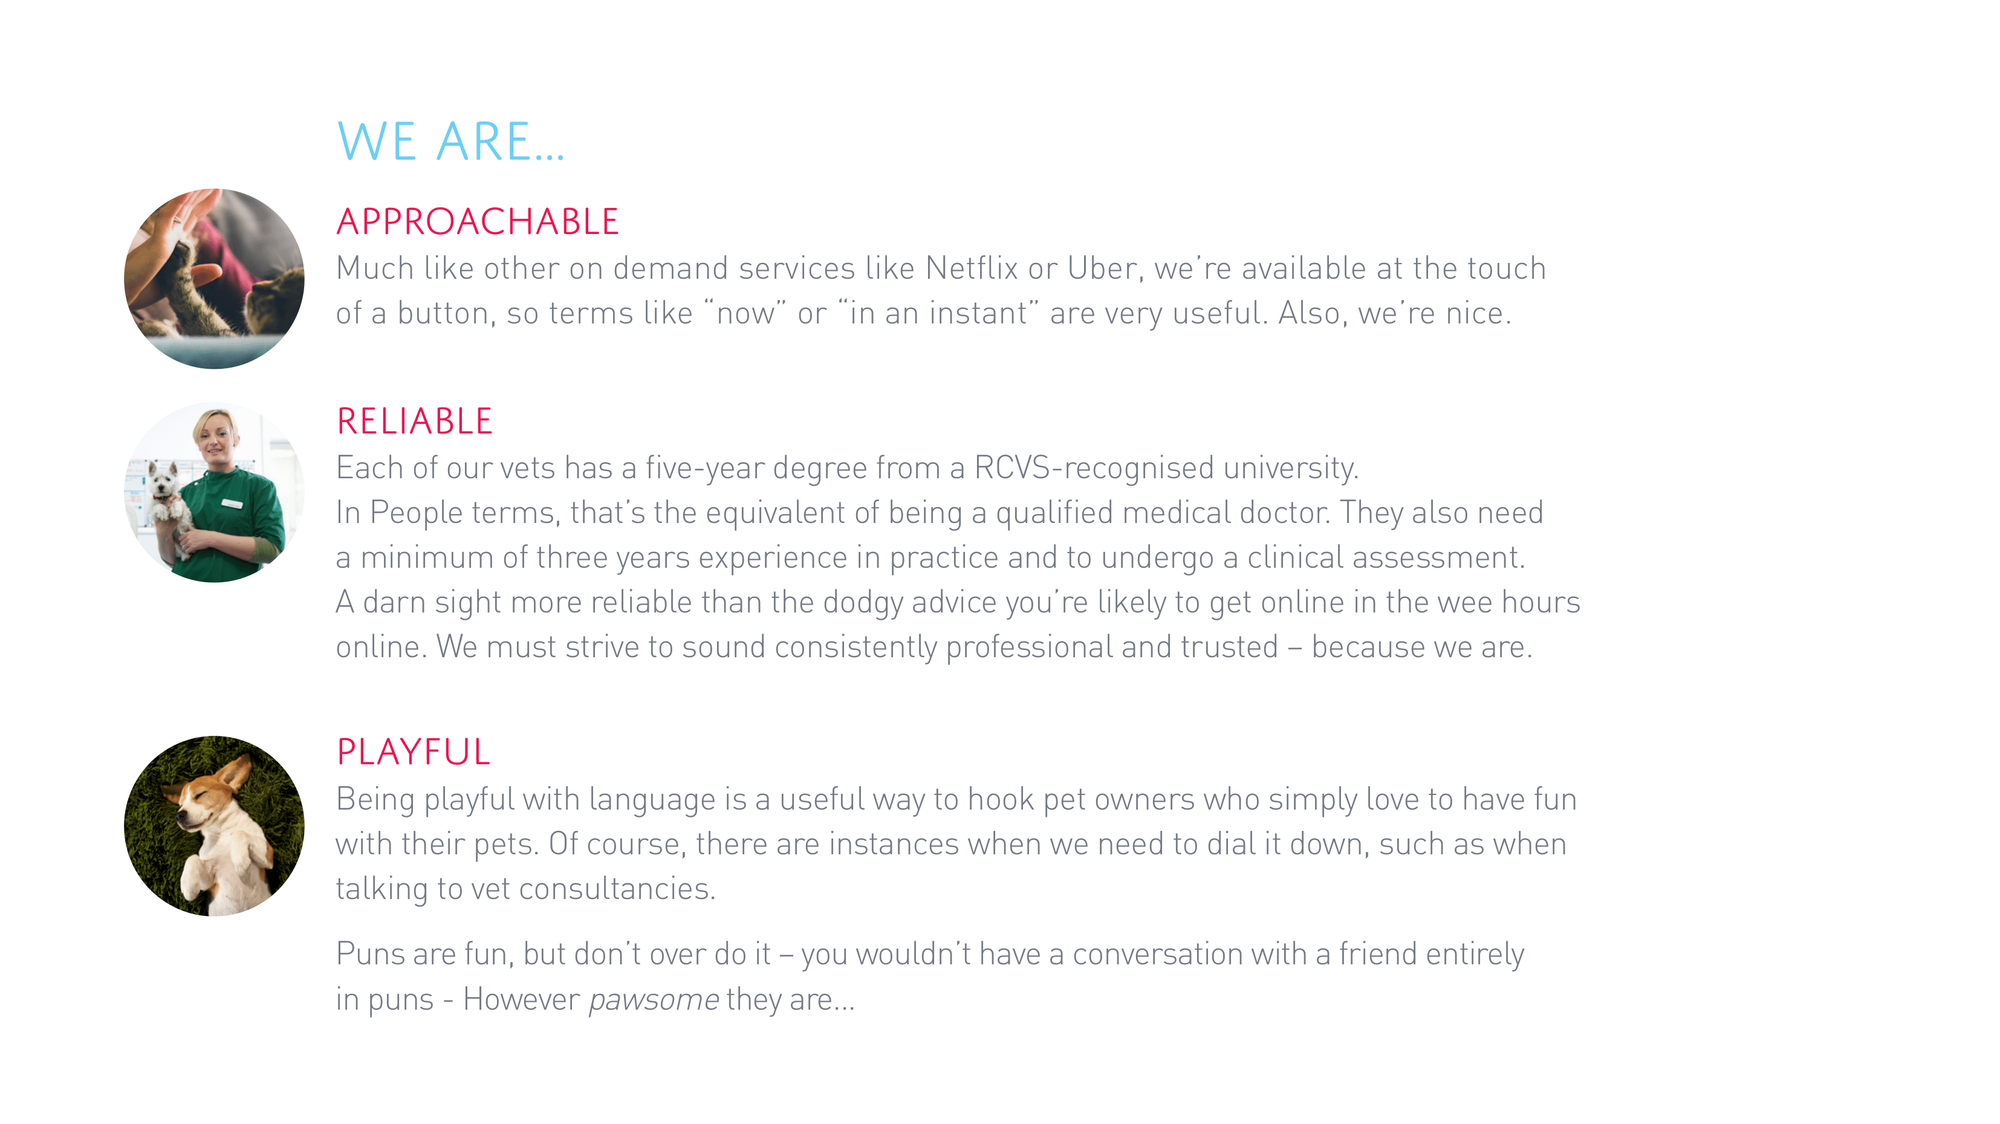 WE ARE...
APPROACHABLE
Much like other on demand services like Netflix or Uber, we’re available at the touch
of a button, so terms like “now” or “in an instant” are very useful. Also, we’re nice.
RELIABLE
Each of our vets has a five-year degree from a RCVS-recognised university.
In People terms, that’s the equivalent of being a qualified medical doctor. They also need
a minimum of three years experience in practice and to undergo a clinical assessment.
A darn sight more reliable than the dodgy advice you’re likely to get online in the wee hours
online. We must strive to sound consistently professional and trusted – because we are.
PLAYFUL
Being playful with language is a useful way to hook pet owners who simply love to have fun
with their pets. Of course, there are instances when we need to dial it down, such as when
talking to vet consultancies.
Puns are fun, but don’t over do it – you wouldn’t have a conversation with a friend entirely
in puns - However pawsome they are...